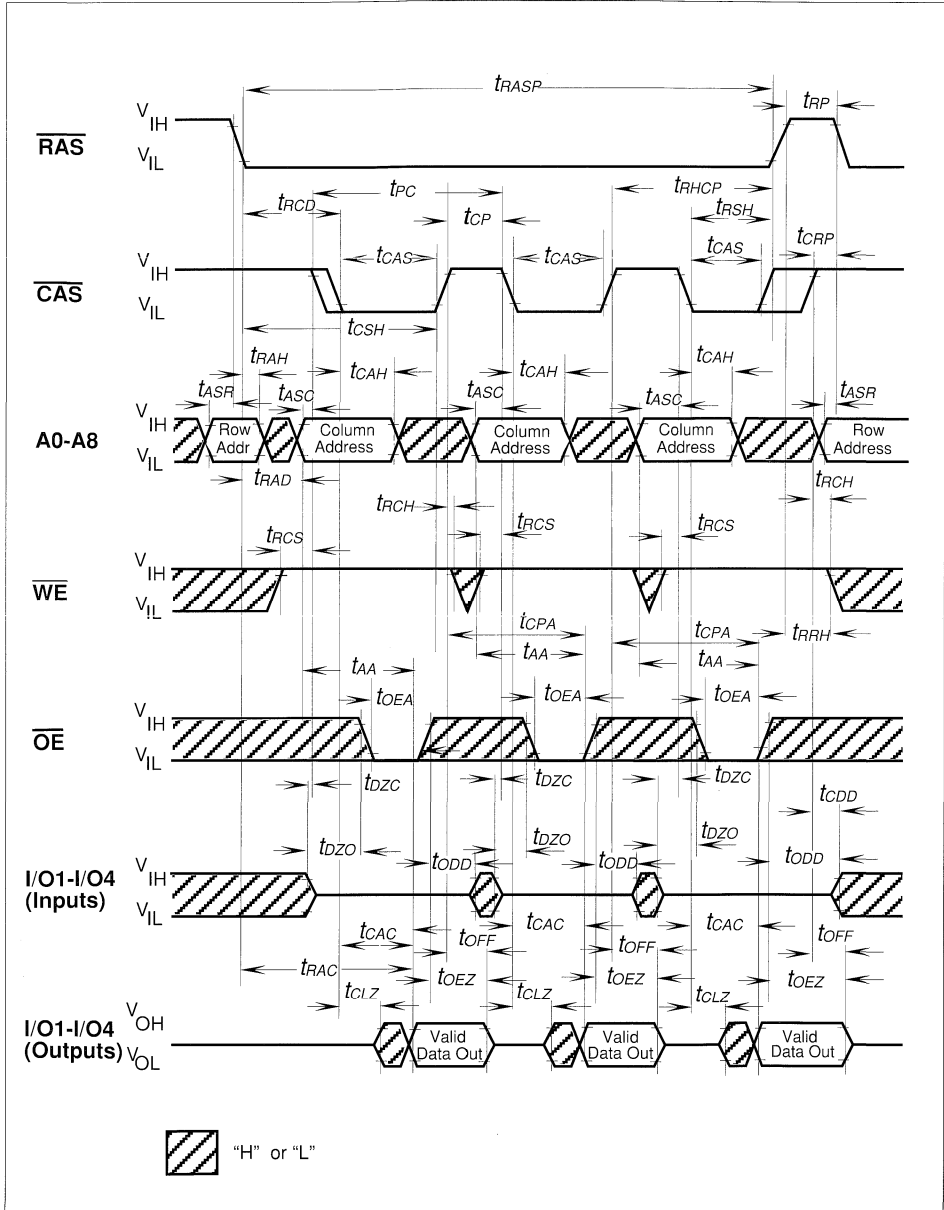 tRASP
tRP
RAS
VIH
VIL
tPC
tRHCP
tRCD
tCP
tRSH
tCAS
tCAS
tCAS
tCRP
CAS
VIH
VIL
tCSH
tRAH
tCAH
tCAH
tCAH
tASR
tASC
tASC
tASC
tASR
A0-A8
VIH
VIL
Row Addr
Column Address
Column Address
Column Address
Row Address
tRAD
tRCH
tRCH
tRCS
tRCS
tRCS
WE
VIH
VIL
tCPA
tCPA
tRRH
tAA
tAA
tAA
tOEA
tOEA
tOEA
OE
VIH
VIL
tDZC
tDZC
tDZC
tCDD
tDZO
tDZO
tDZO
tODD
tODD
tODD
I/O1-I/O4
(Inputs)
VIH
VIL
tCAC
tCAC
tCAC
tOFF
tOFF
tOFF
tRAC
tOEZ
tOEZ
tOEZ
tCLZ
tCLZ
tCLZ
I/O1-I/O4
(Outputs)
VOH
VOL
Valid Data Out
Valid Data Out
Valid Data Out
"H" or "L"